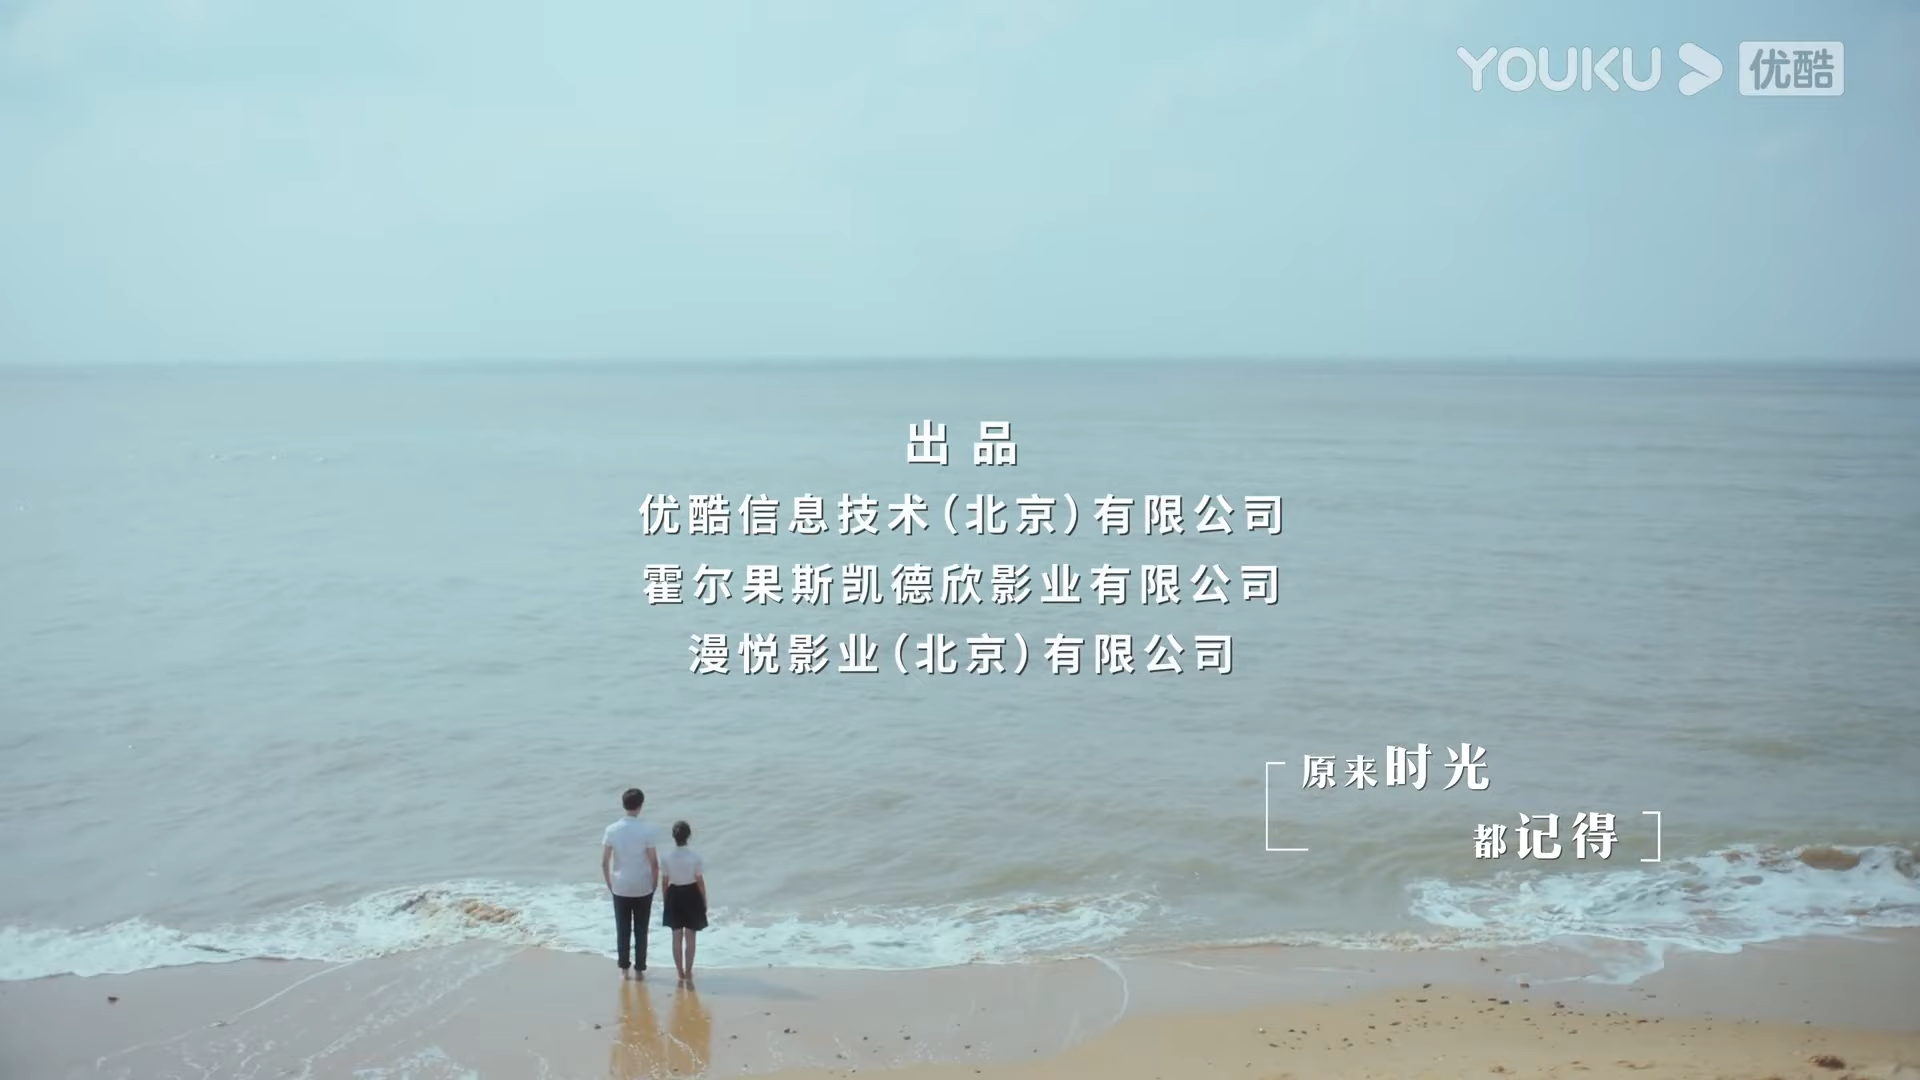 YOUKU 优酷
出品
优酷信息技术(北京)有限公司
霍尔果斯凯德欣影业有限公司
漫悦影业(北京)有限公司
原来时光
都记得